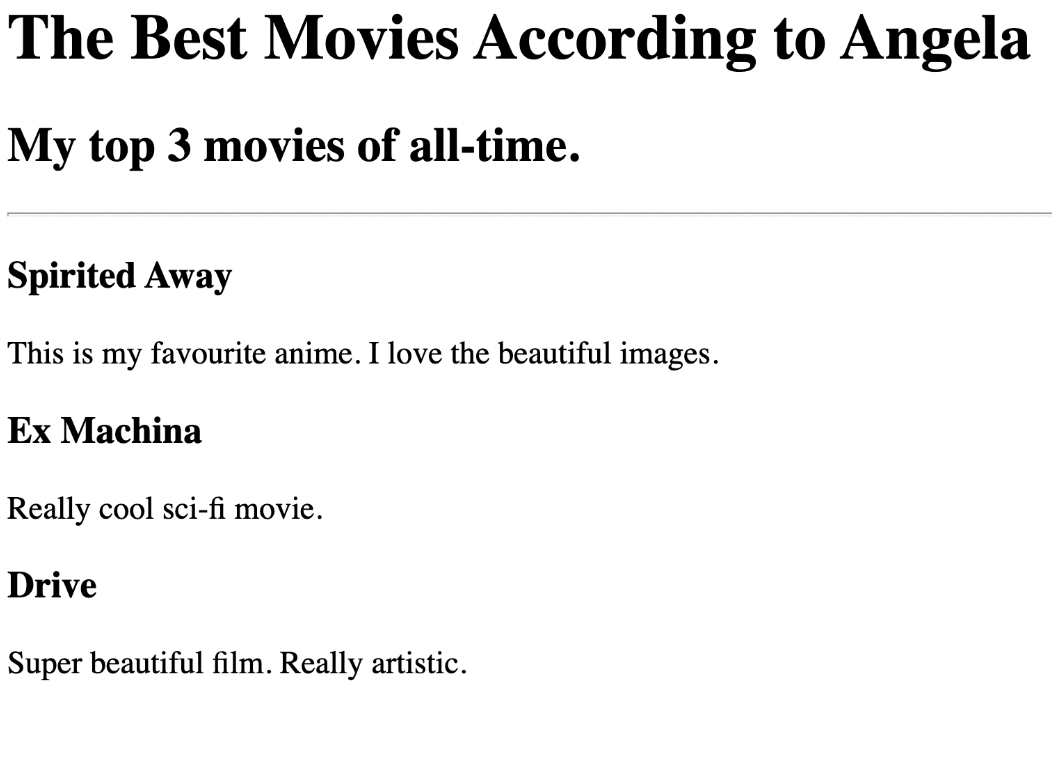 The Best Movies According to Angela
My top 3 movies of all-time.
Spirited Away
This is my favourite anime. I love the beautiful images.
Ex Machina
Really cool sci-fi movie.
Drive
Super beautiful film. Really artistic.